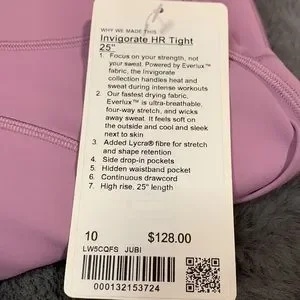 WHY WE MADE THIS
Invigorate HR Tight
25"
1. Focus on your strength, not
your sweat. Powered by Everlux™
fabric, the Invigorate
collection handles heat and
sweat during intense workouts
2. Our fastest drying fabric,
Everlux™ is ultra-breathable,
four-way stretch, and wicks
away sweat. It feels soft on
the outside and cool and sleek
next to skin
3. Added Lycra® fibre for
stretch and shape retention
4. Side drop-in pockets
5. Hidden waistband pocket
6. Continuous drawcord
7. High rise, 25" length
10 $128.00
LW5CQFS JUBI
000132153724